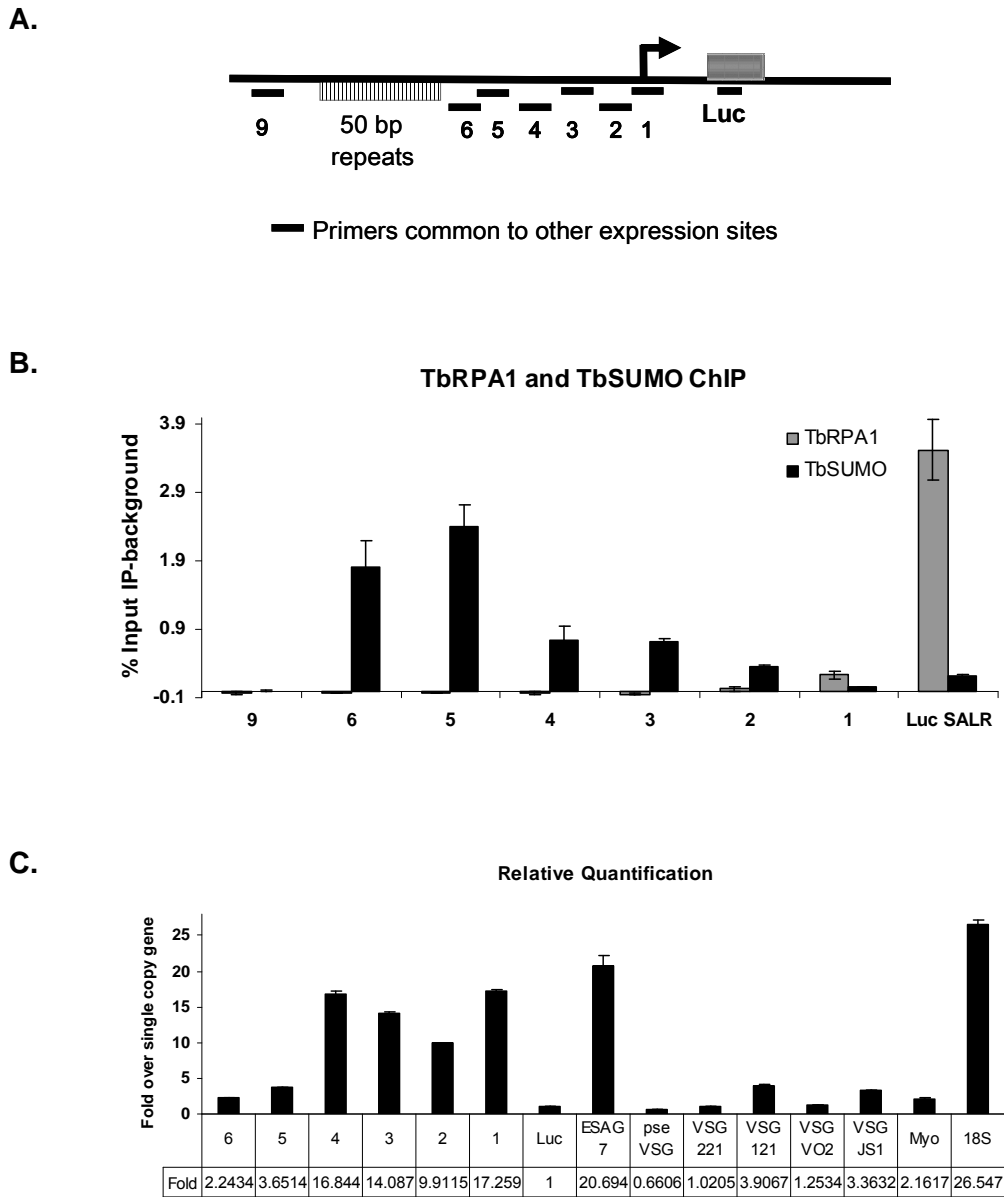 A.
9
50 bp
repeats
6 5 4 3 2 1
Luc
Primers common to other expression sites
B.
TbRPA1 and TbSUMO ChIP
% Input IP-background
3.9
2.9
1.9
0.9
-0.1
TbRPA1
TbSUMO
9 6 5 4 3 2 1 Luc SALR
C.
Relative Quantification
Fold over single copy gene
25
20
15
10
5
0
6 5 4 3 2 1 Luc ESAG 7 pse VSG VSG 221 VSG 121 VSG VO2 VSG JS1 Myo 18S
Fold 2.2434 3.6514 16.844 14.087 9.9115 17.259 1 20.694 0.6606 1.0205 3.9067 1.2534 3.3632 2.1617 26.547